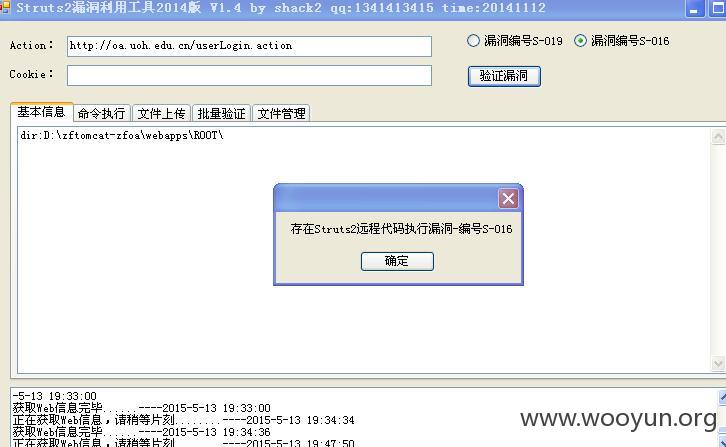 Struts2漏洞利用工具2014版 V1.4 by shack2 qq:1341413415 time:20141112
Action: http://oa.uoh.edu.cn/userLogin.action 漏洞编号S-019 漏洞编号S-016
Cookie: 验证漏洞
基本信息 命令执行 文件上传 批量验证 文件管理
dir:D:\zftomcat-zfoa\webapps\ROOT\
存在Struts2远程代码执行漏洞-编号S-016
确定
-5-13 19:33:00
获取Web信息完毕......----2015-5-13 19:33:00
正在获取Web信息,请稍等片刻......----2015-5-13 19:34:34
获取Web信息完毕......----2015-5-13 19:34:36
正在获取Web信息,请稍等片刻......----2015-5-13 19:47:50
www.wooyun.org